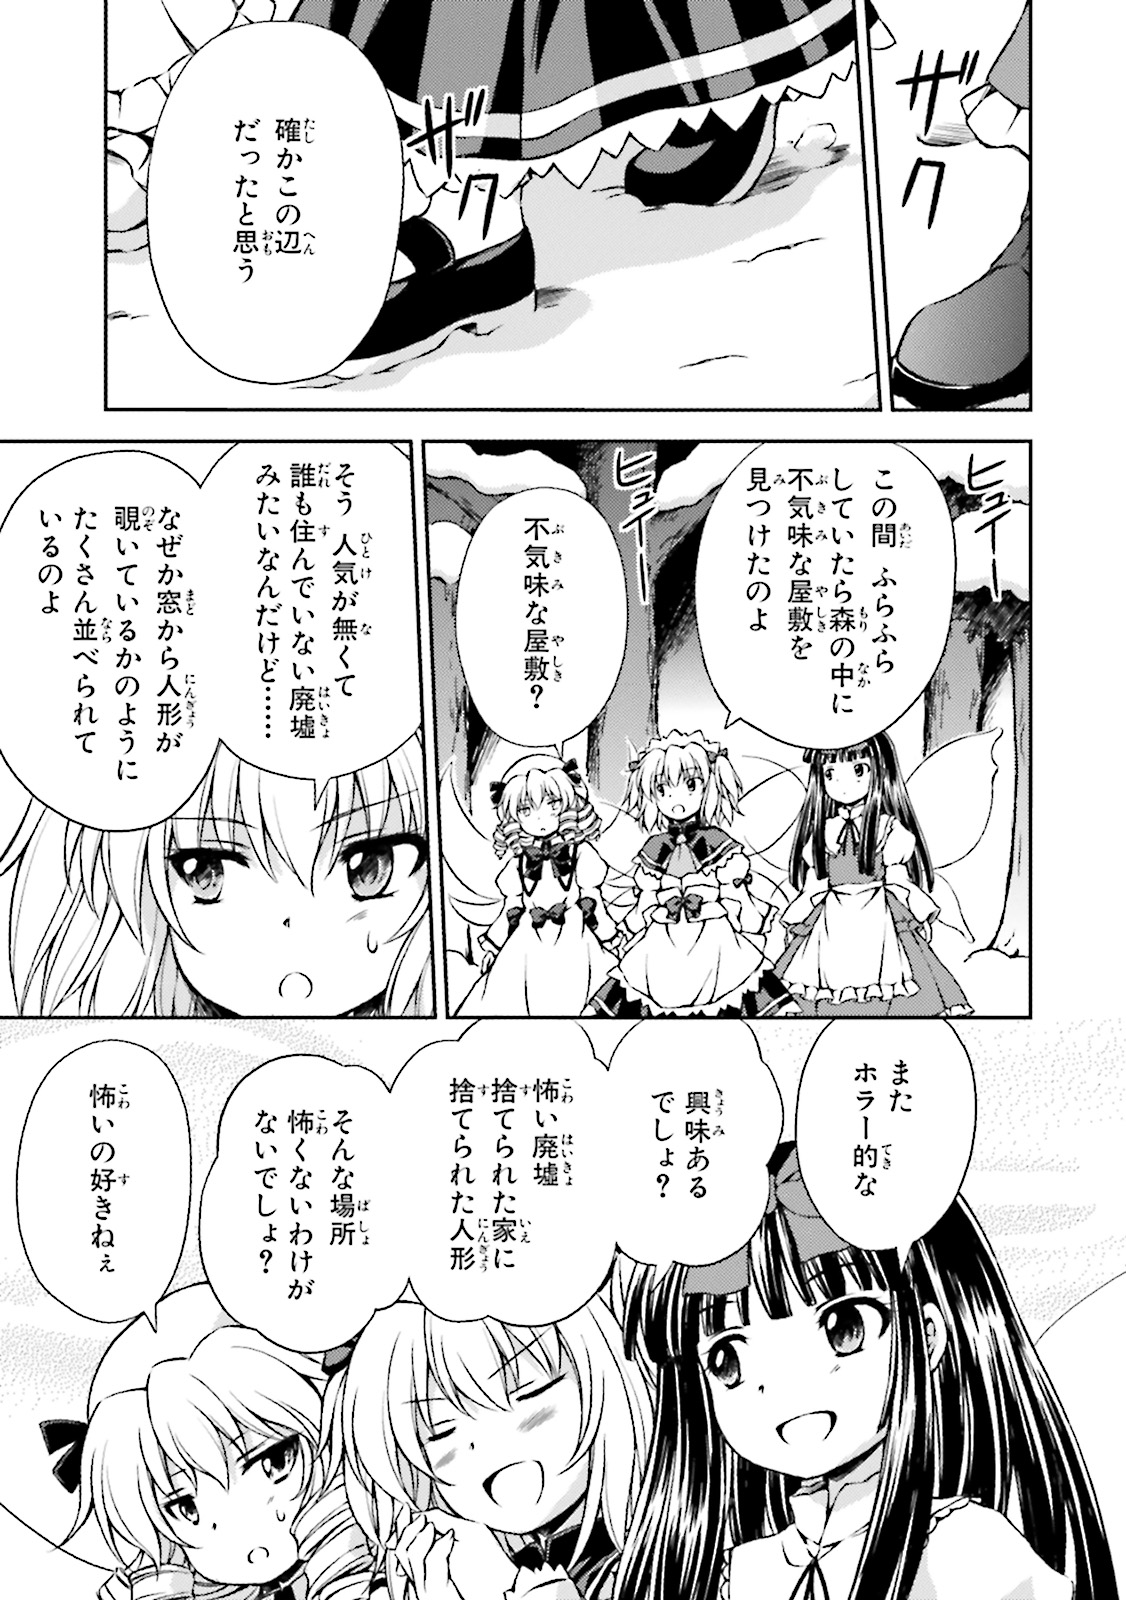 ザク
ザク
確かこの辺
だったと思う
この間 ふらふら
していたら森の中に
不気味な屋敷を
見つけたのよ
ヒュー
ヒュー
不気味な屋敷？
そう 人気が無くて
誰も住んでいない廃墟
みたいなんだけど……
なぜか窓から人形が
覗いているかのように
たくさん並べられて
いるのよ
また
ホラー的な
興味ある
でしょ？
怖い廃墟
捨てられた家に
捨てられた人形
そんな場所
怖くないわけが
ないでしょ？
怖いの好きねぇ